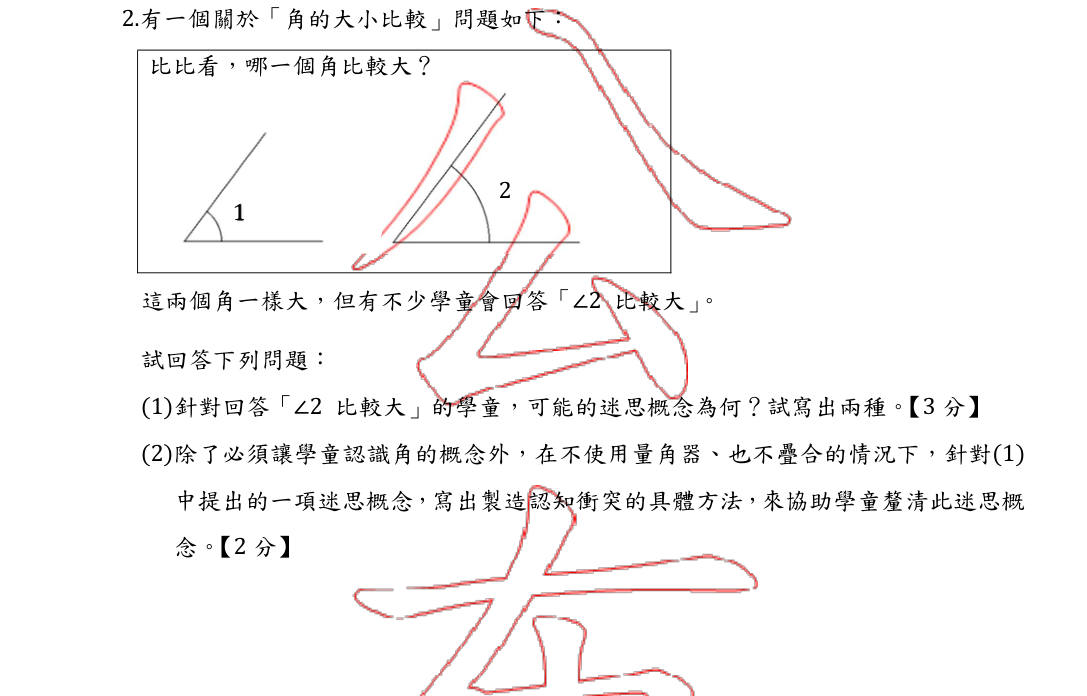 2.有一個關於「角的大小比較」問題如下：
比比看，哪一個角比較大？
1
2
這兩個角一樣大，但有不少學童會回答「∠2 比較大」。
試回答下列問題：
(1)針對回答「∠2 比較大」的學童，可能的迷思概念為何？試寫出兩種。【3 分】
(2)除了必須讓學童認識角的概念外，在不使用量角器、也不疊合的情況下，針對(1)
中提出的一項迷思概念，寫出製造認知衝突的具體方法，來協助學童釐清此迷思概
念。【2 分】